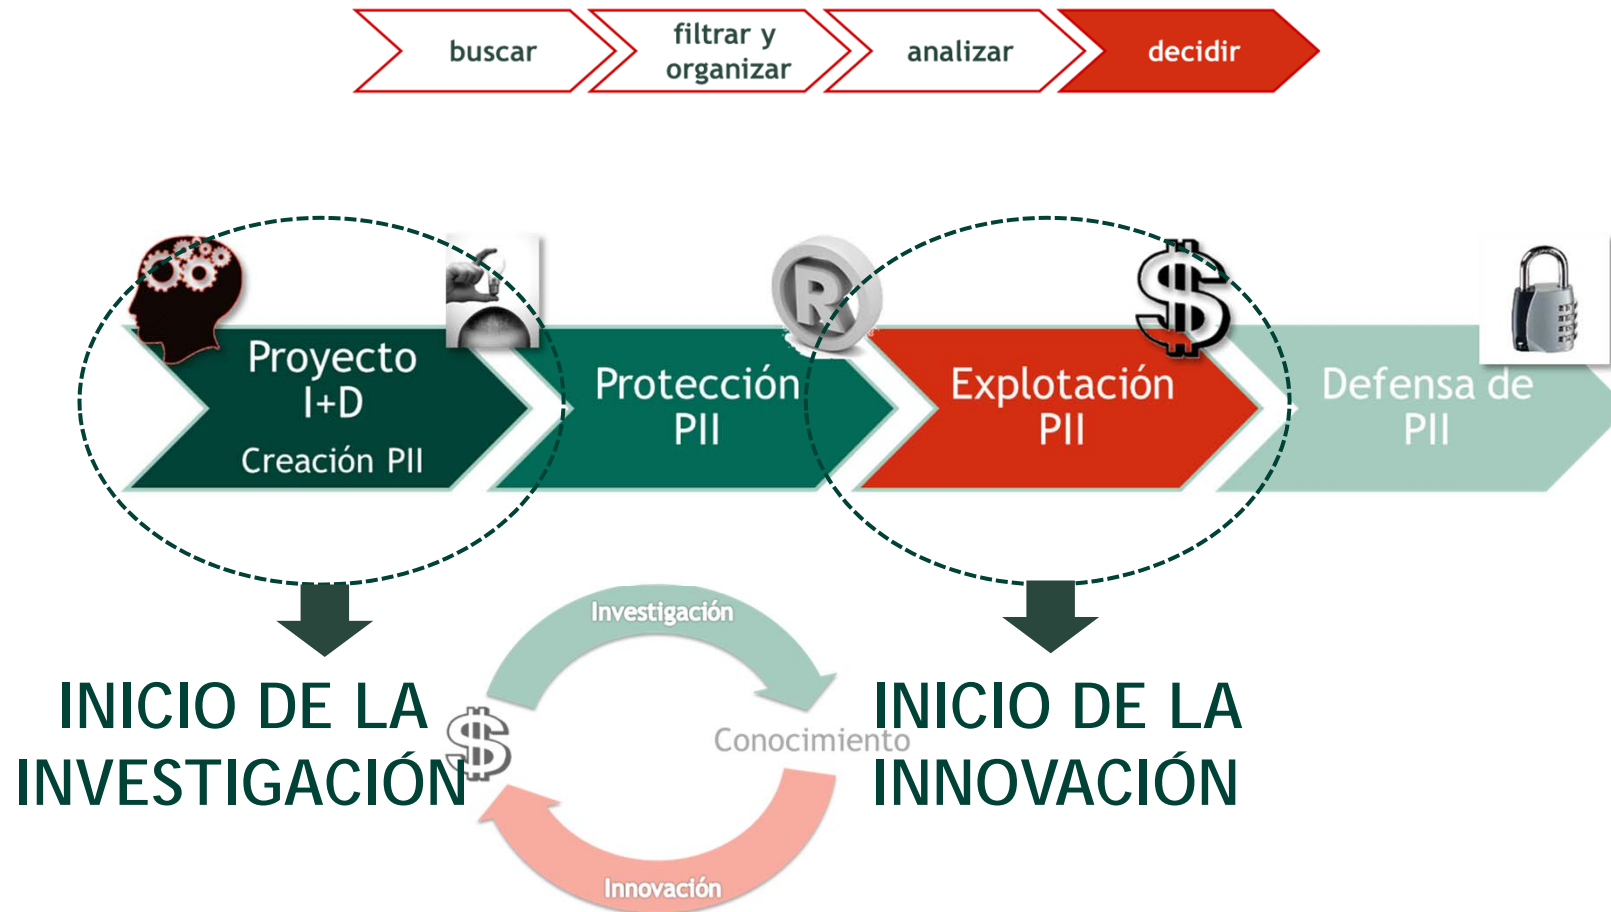 buscar
filtrar y
organizar
analizar
decidir
Proyecto
I+D
Creación PII
Protección
PII
R
Explotación
PII
$
Defensa de
PII
INICIO DE LA
INVESTIGACIÓN
Investigación
$
Conocimiento
Innovación
INICIO DE LA
INNOVACIÓN